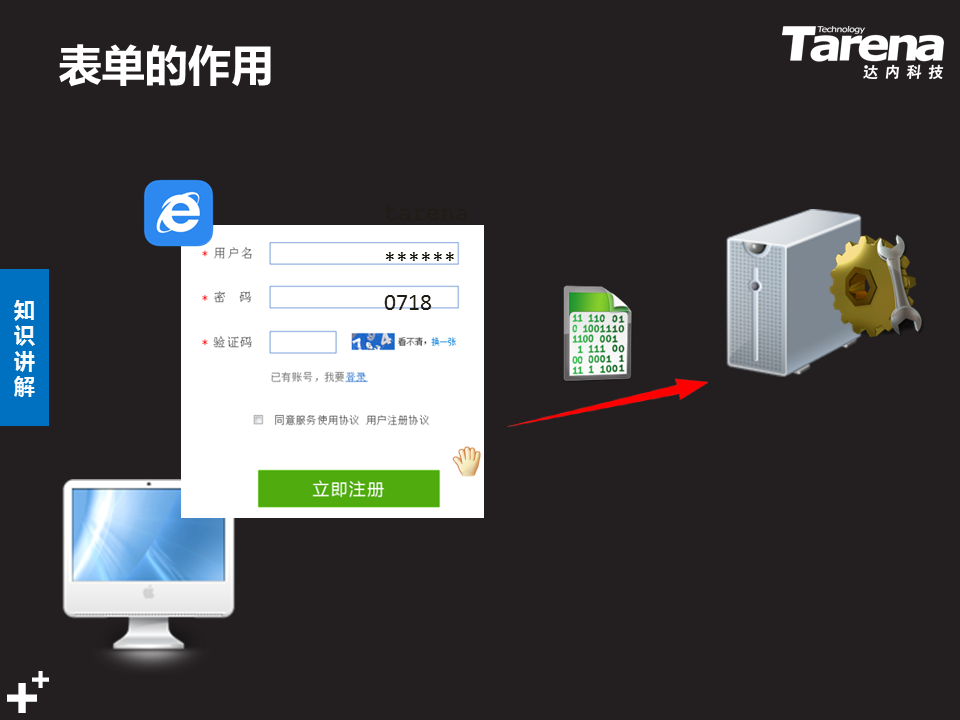 表单的作用
Technology
Tarena
达内科技
tarena
* 用户名
******
* 密 码
0718
* 验证码
看不清，换一张
已有账号，我要登录
同意服务使用协议 用户注册协议
立即注册
知识讲解
11 110 01
0 1001110
1100 001
1 111 00
00 0001 1
11 1 1001